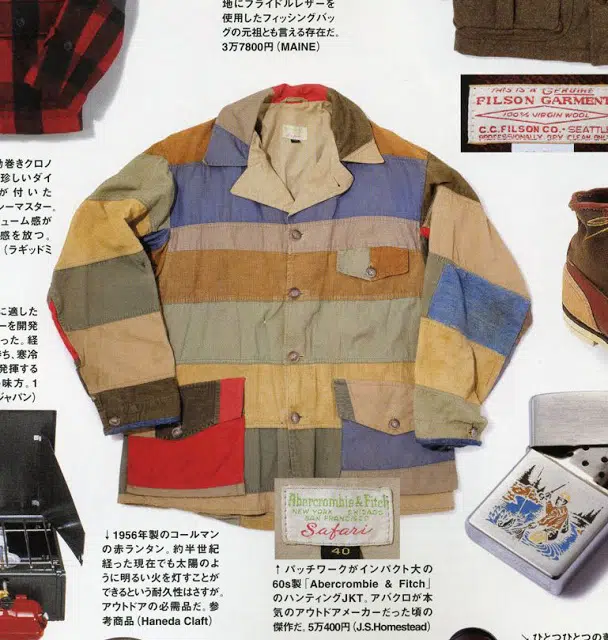 地にブライドルレザーを
使用したフィッシングバッ
グの元祖とも言える存在だ。
3万7800円（MAINE）
THIS IS A GENUINE
FILSON GARMENT
100% VIRGIN WOOL
C.C. FILSON CO. - SEATTLE
PROFESSIONALLY DRY CLEAN ONLY
動巻きクロノ
珍しいダイ
が付いた
シーマスター。
ューム感が
感を放つ。
（ラギッドミ
に適した
ーを開発
った。経
持ち、寒冷
発揮する
味方。1
ジャパン）
↓1956年製のコールマン
の赤ランタン。約半世紀
経った現在でも太陽のよ
うに明るい火を灯すことが
できるという耐久性はさすが。
アウトドアの必需品だ。参
考商品（Haneda Claft）
Abercrombie & Fitch
NEW YORK CHICAGO
SAN FRANCISCO
Safari
40
↑パッチワークがインパクト大の
60s製「Abercrombie & Fitch」
のハンティングJKT。アバクロが本
気のアウトドアメーカーだった頃の
傑作だ。5万400円（J.S.Homestead）
↘ひとつひとつの